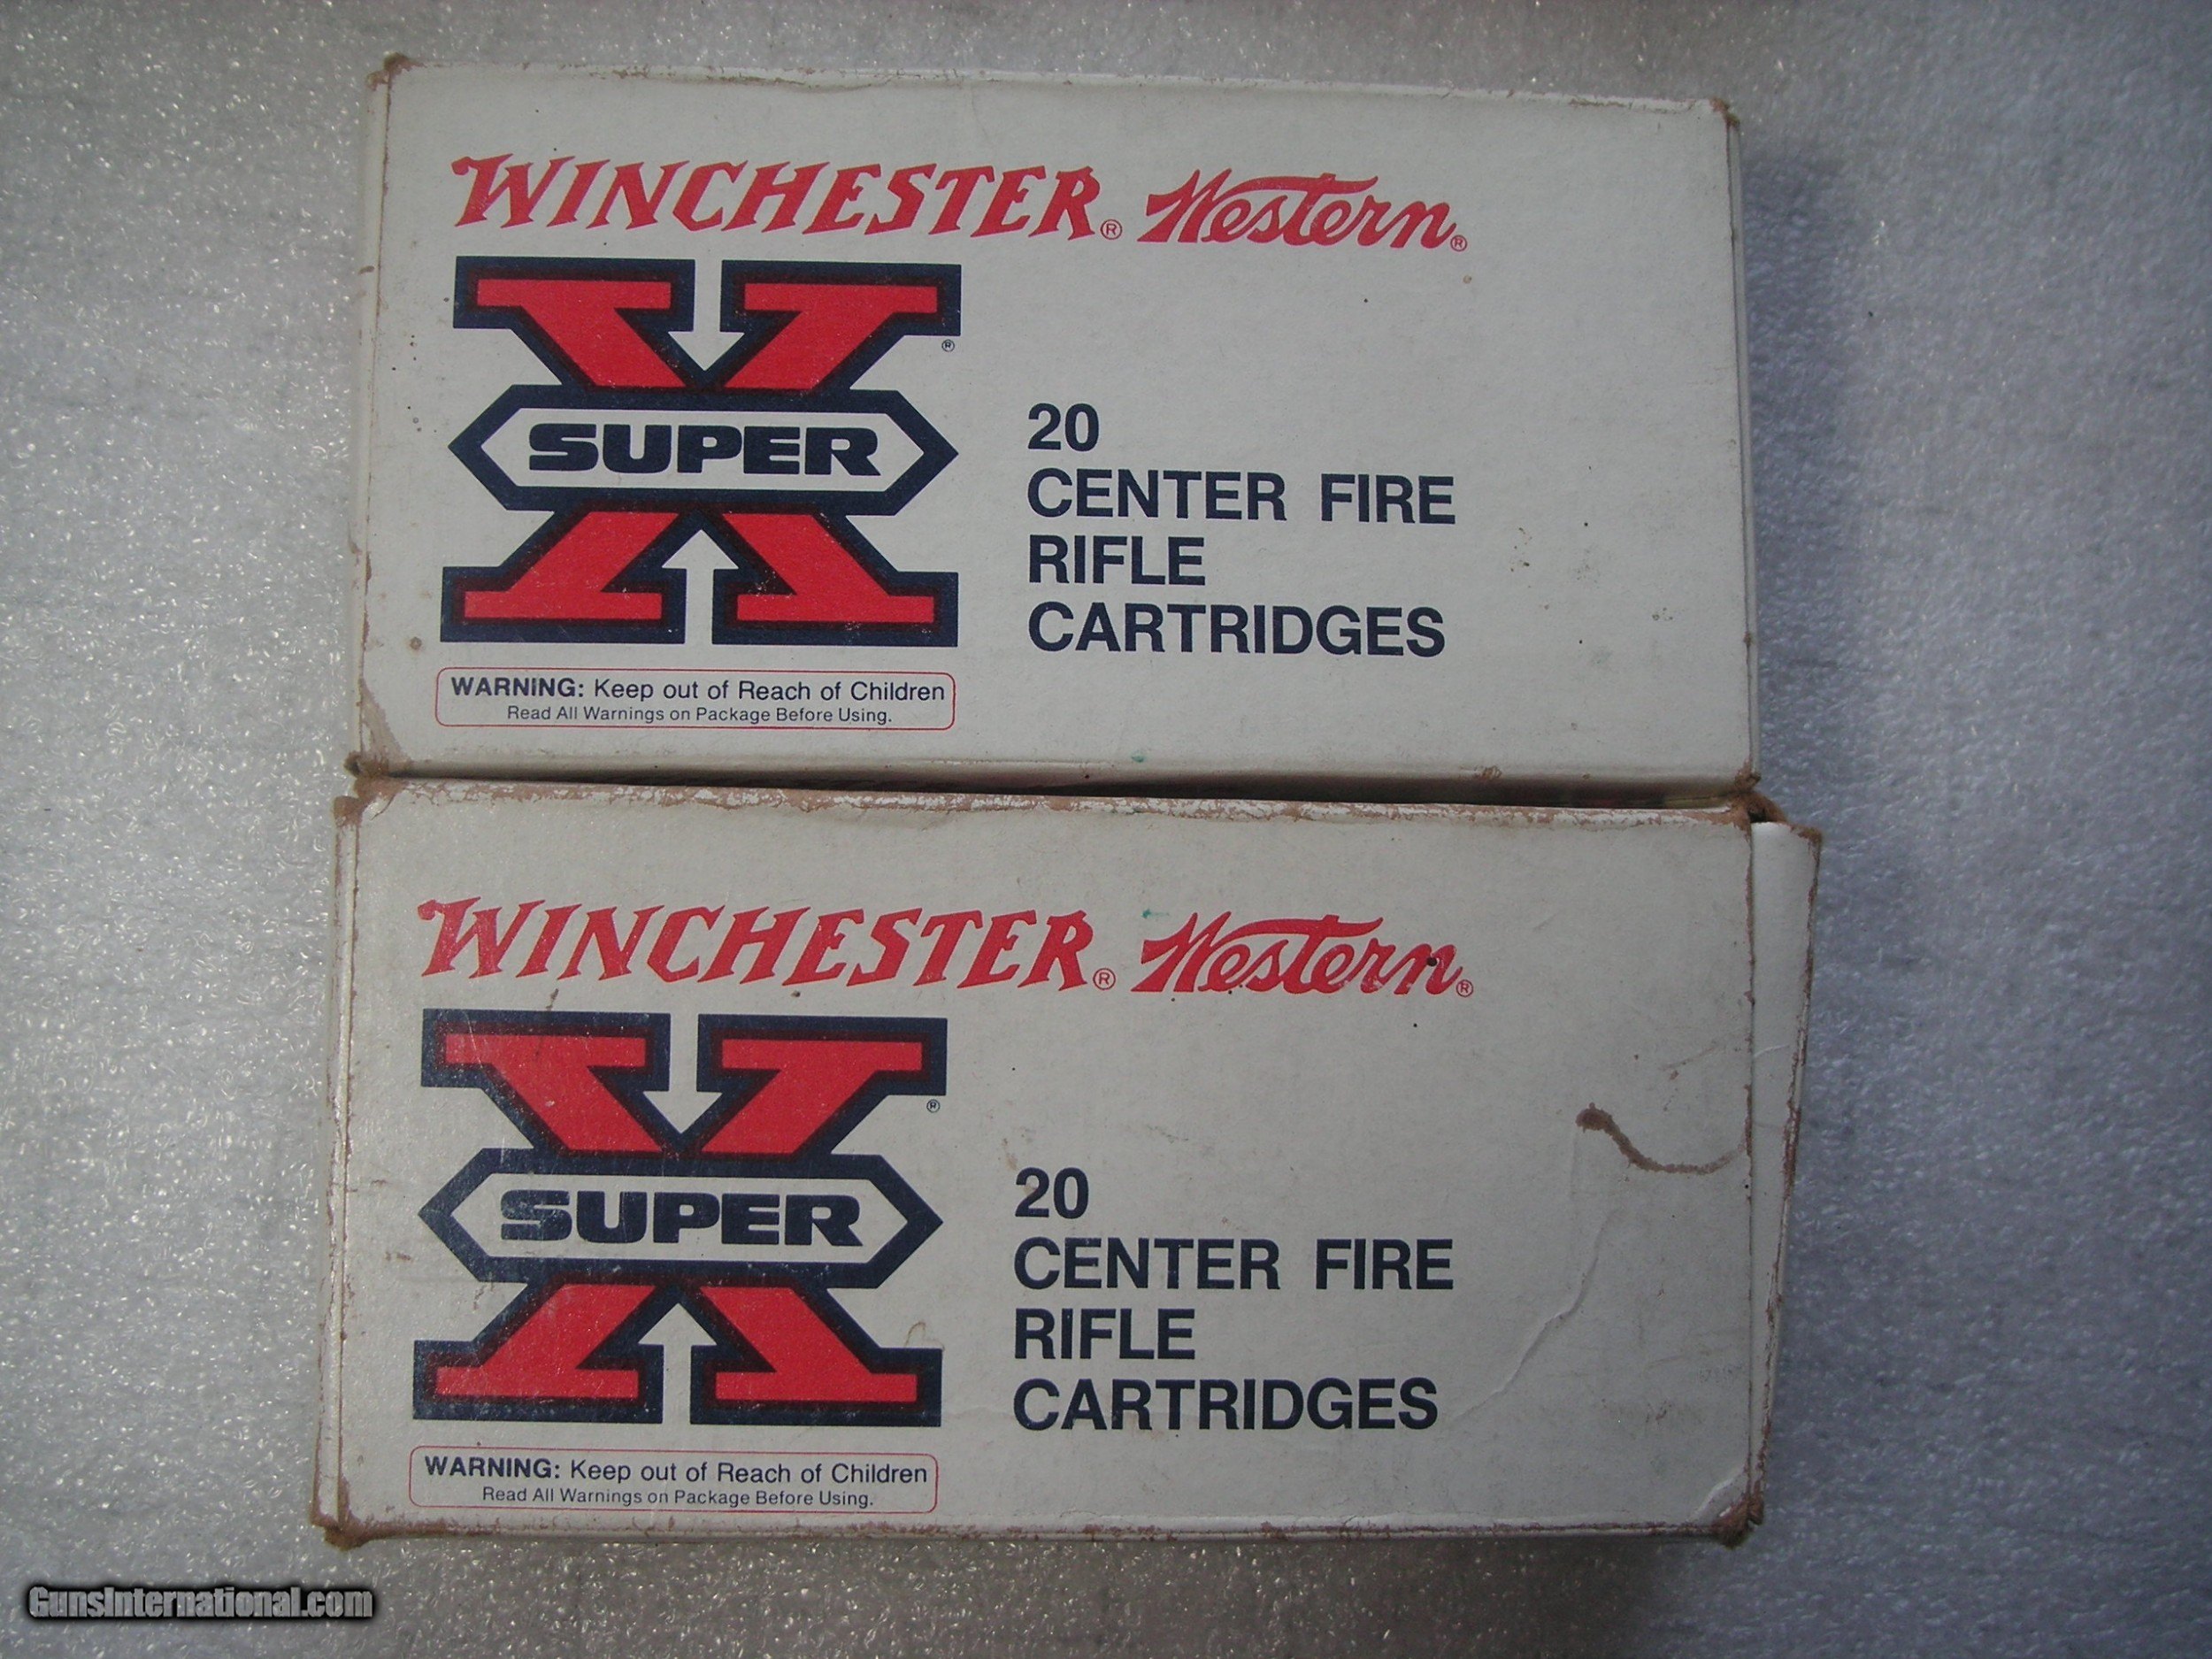 WINCHESTER® Western®
®
SUPER
20
CENTER FIRE
RIFLE
CARTRIDGES
WARNING: Keep out of Reach of Children
Read All Warnings on Package Before Using.
WINCHESTER® Western®
®
SUPER
20
CENTER FIRE
RIFLE
CARTRIDGES
WARNING: Keep out of Reach of Children
Read All Warnings on Package Before Using.
GunsInternational.com